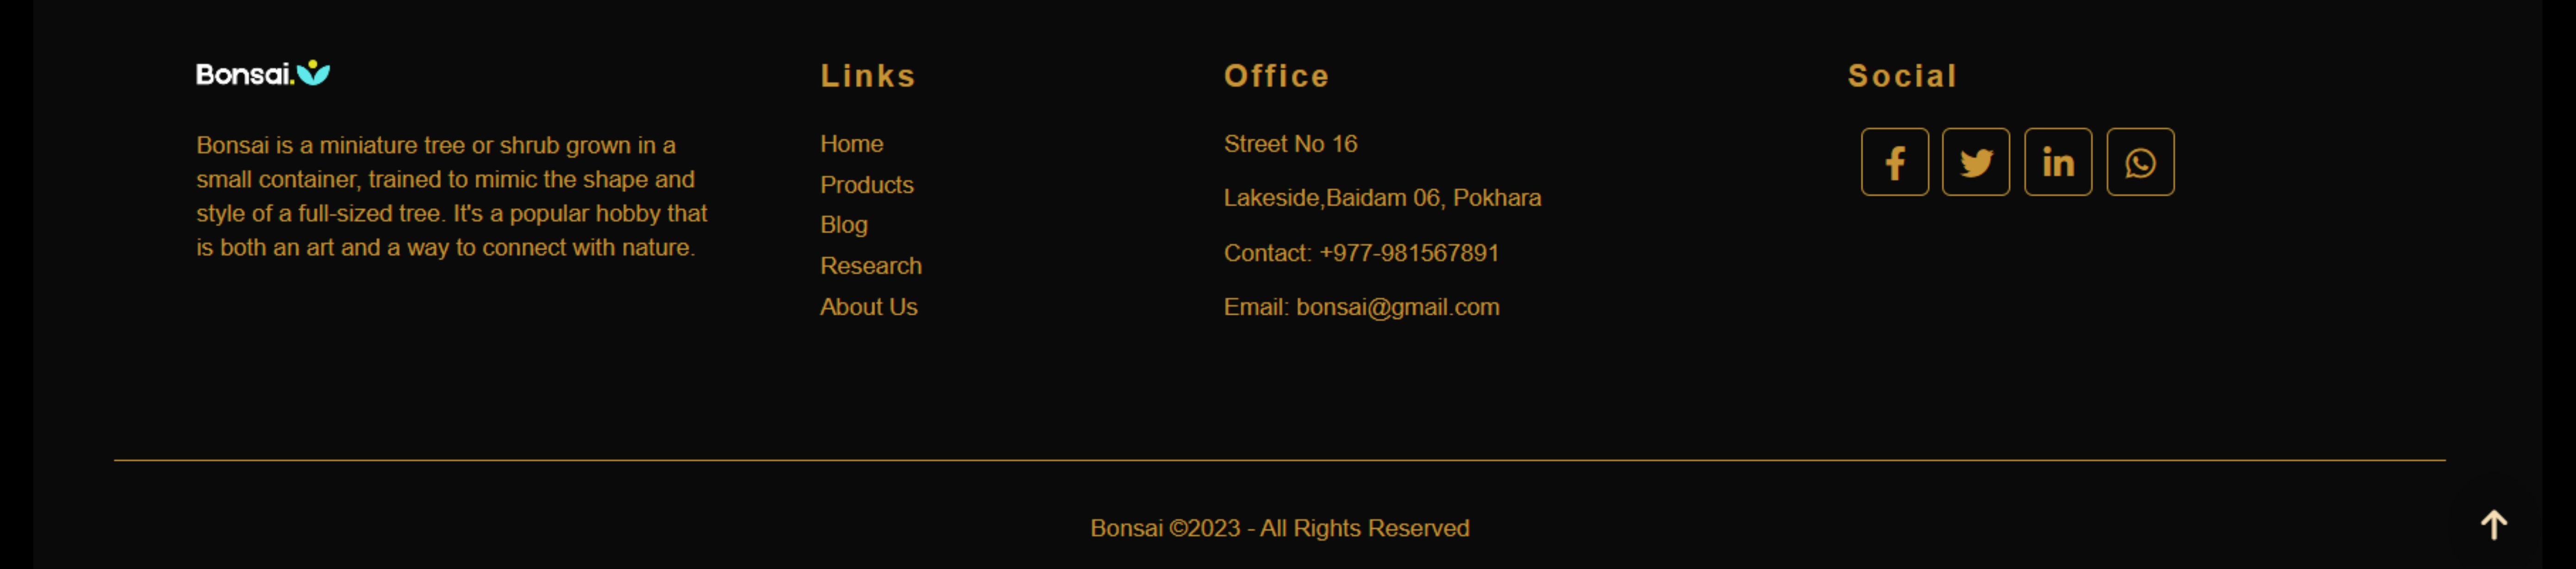 Bonsai.
Bonsai is a miniature tree or shrub grown in a
small container, trained to mimic the shape and
style of a full-sized tree. It's a popular hobby that
is both an art and a way to connect with nature.
Links
Home
Products
Blog
Research
About Us
Office
Street No 16
Lakeside,Baidam 06, Pokhara
Contact: +977-981567891
Email: bonsai@gmail.com
Social
Bonsai ©2023 - All Rights Reserved